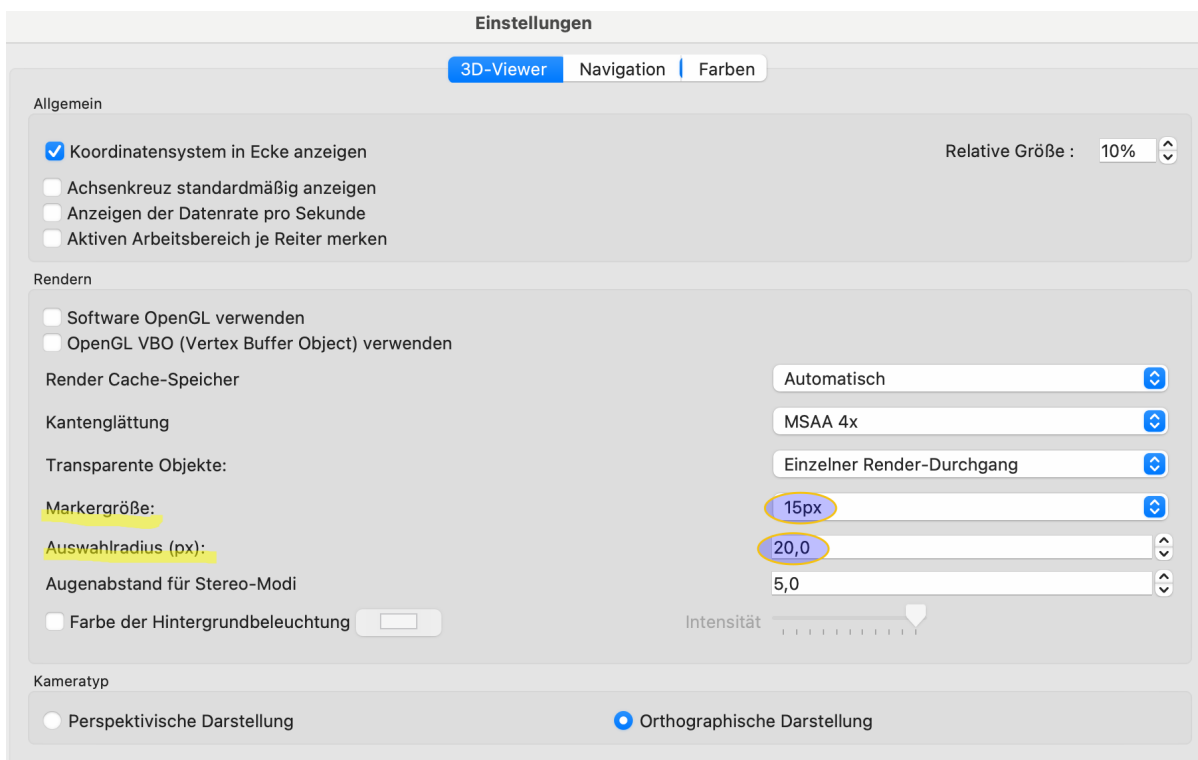 Einstellungen
3D-Viewer Navigation Farben
Allgemein
Koordinatensystem in Ecke anzeigen Relative Größe : 10%
Achsenkreuz standardmäßig anzeigen
Anzeigen der Datenrate pro Sekunde
Aktiven Arbeitsbereich je Reiter merken
Rendern
Software OpenGL verwenden
OpenGL VBO (Vertex Buffer Object) verwenden
Render Cache-Speicher Automatisch
Kantenglättung MSAA 4x
Transparente Objekte: Einzelner Render-Durchgang
Markergröße: 15px
Auswahlradius (px): 20,0
Augenabstand für Stereo-Modi 5,0
Farbe der Hintergrundbeleuchtung Intensität
Kameratyp
Perspektivische Darstellung Orthographische Darstellung